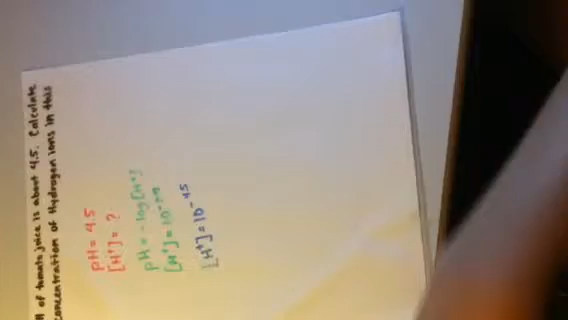 H of tomato juice is about 4.5. Calculate
concentration of Hydrogen ions in this
pH = 4.5
[H⁺] = ?
pH = -log[H⁺]
[H⁺] = 10^-pH
[H⁺] = 10^-4.5